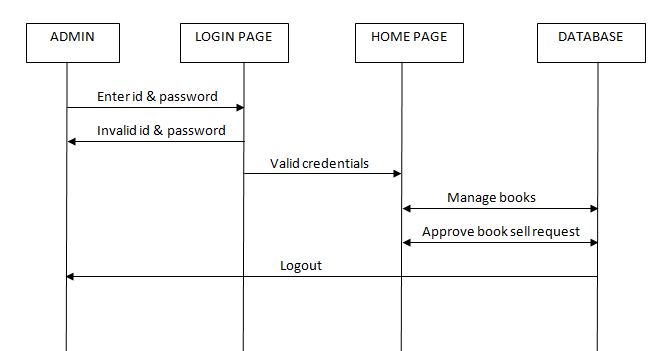 ADMIN
LOGIN PAGE
HOME PAGE
DATABASE
Enter id & password
Invalid id & password
Valid credentials
Manage books
Approve book sell request
Logout